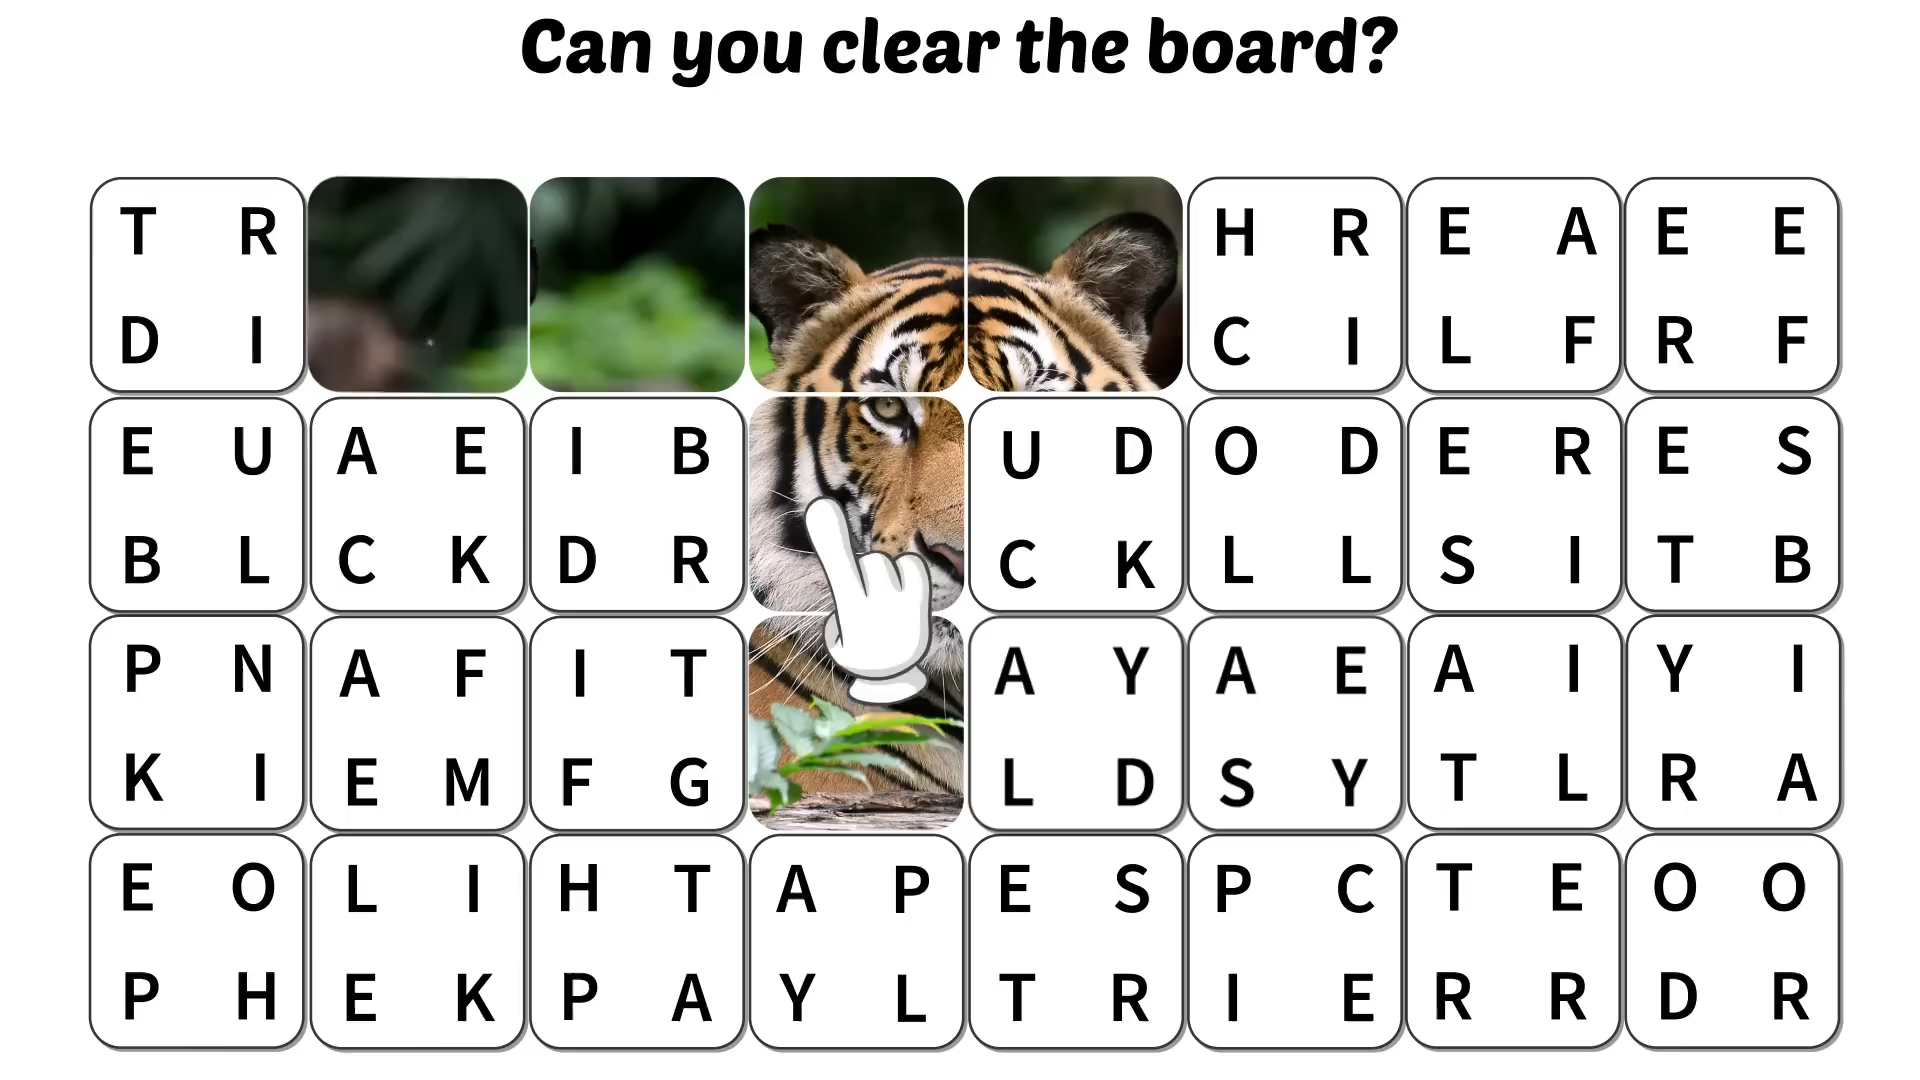 Can you clear the board?
T R H R E A E E
D I C I L F R F
E U A E I B U D O D E R E S
B L C K D R C K L L S I T B
P N A F I T A Y A E A I Y I
K I E M F G L D S Y T L R A
E O L I H T A P E S P C T E O O
P H E K P A Y L T R I E R R D R